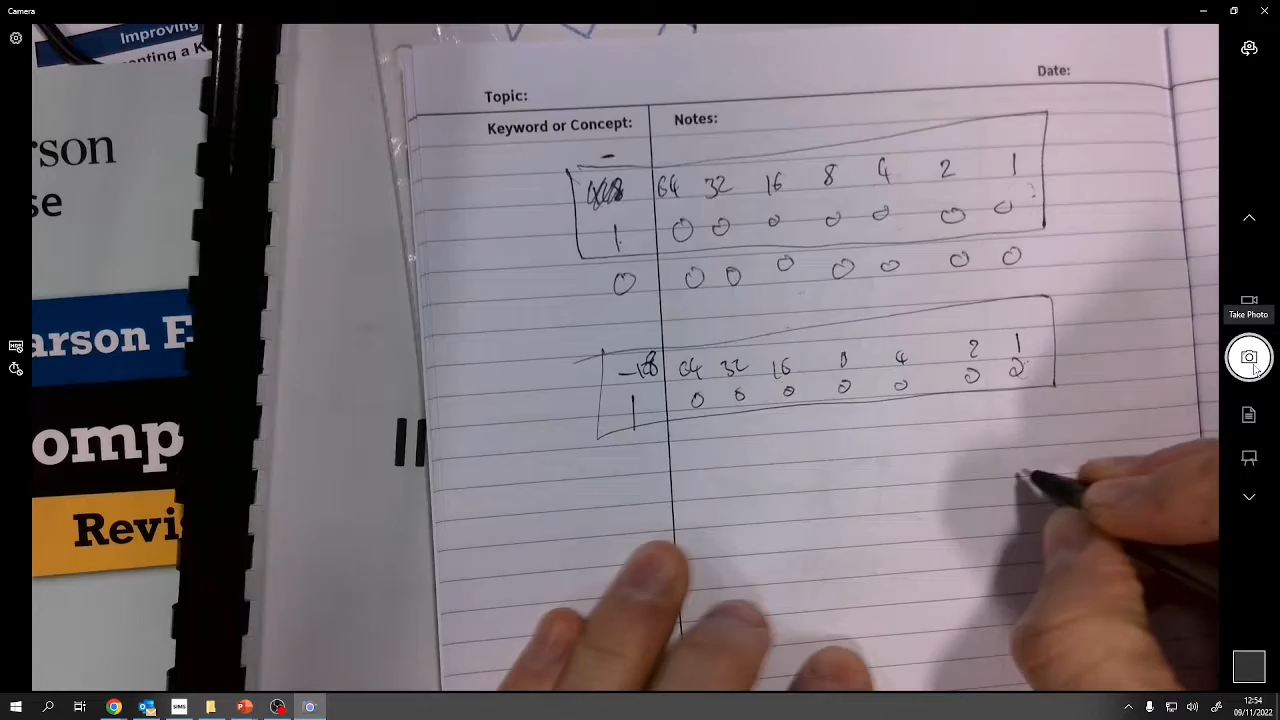 Camera
Improving
enting a K
rson
se
arson E
omp
Revi
Topic:
Date:
Keyword or Concept:
Notes:
-
64 32 16 8 4 2 1
1 0 0 0 0 0 0 0
0 0 0 0 0 0 0 0
-128 64 32 16 8 4 2 1
1 0 0 0 0 0 0 0
Take Photo
SIMS
12:54
09/11/2022